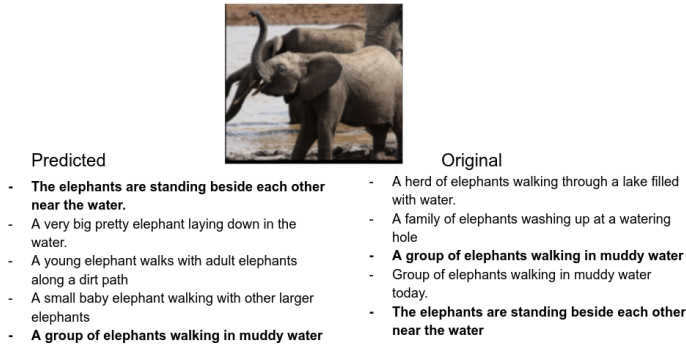 Predicted
- The elephants are standing beside each other
near the water.
- A very big pretty elephant laying down in the
water.
- A young elephant walks with adult elephants
along a dirt path
- A small baby elephant walking with other larger
elephants
- A group of elephants walking in muddy water
Original
- A herd of elephants walking through a lake filled
with water.
- A family of elephants washing up at a watering
hole
- A group of elephants walking in muddy water
- Group of elephants walking in muddy water
today.
- The elephants are standing beside each other
near the water